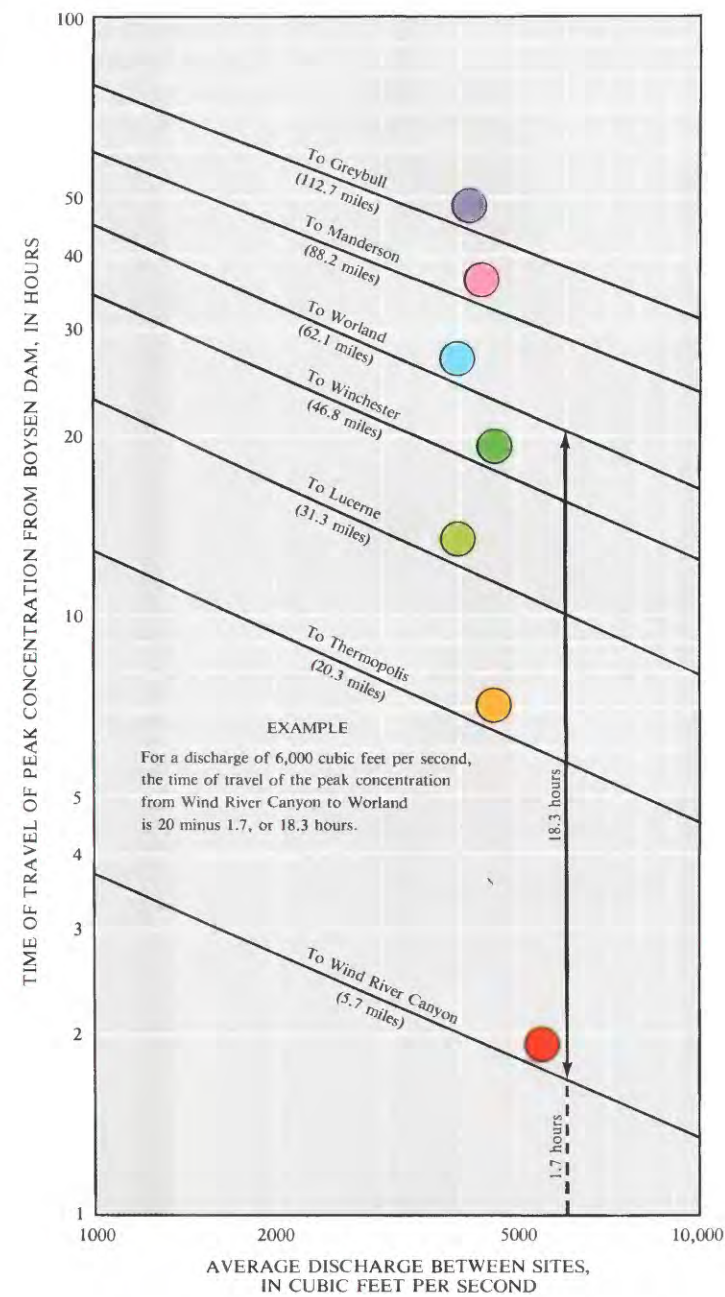 TIME OF TRAVEL OF PEAK CONCENTRATION FROM BOYSEN DAM, IN HOURS
100
50
40
30
20
10
5
4
3
2
1
To Greybull
(112.7 miles)
To Manderson
(88.2 miles)
To Worland
(62.1 miles)
To Winchester
(46.8 miles)
To Lucerne
(31.3 miles)
To Thermopolis
(20.3 miles)
EXAMPLE
For a discharge of 6,000 cubic feet per second,
the time of travel of the peak concentration
from Wind River Canyon to Worland
is 20 minus 1.7, or 18.3 hours.
18.3 hours
To Wind River Canyon
(5.7 miles)
1.7 hours
1000
2000
5000
10,000
AVERAGE DISCHARGE BETWEEN SITES,
IN CUBIC FEET PER SECOND